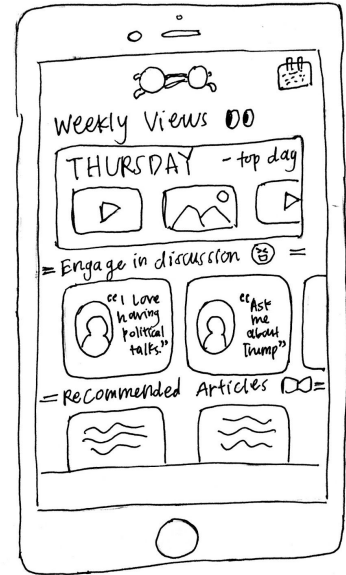 Weekly Views
THURSDAY - top day
= Engage in discussion =
"I Love
having
political
talks."
"Ask
me
about
Trump"
= Recommended Articles =